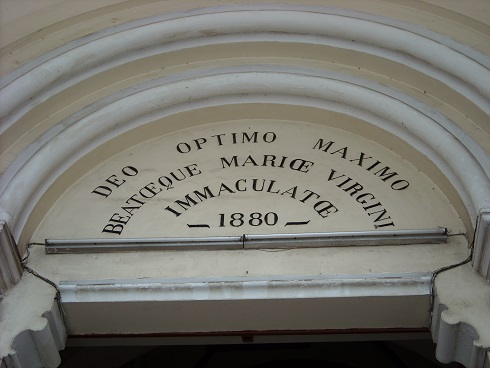 DEO OPTIMO MAXIMO
BEATŒQUE MARIŒ VIRGINI
IMMACULATŒ
— 1880 —